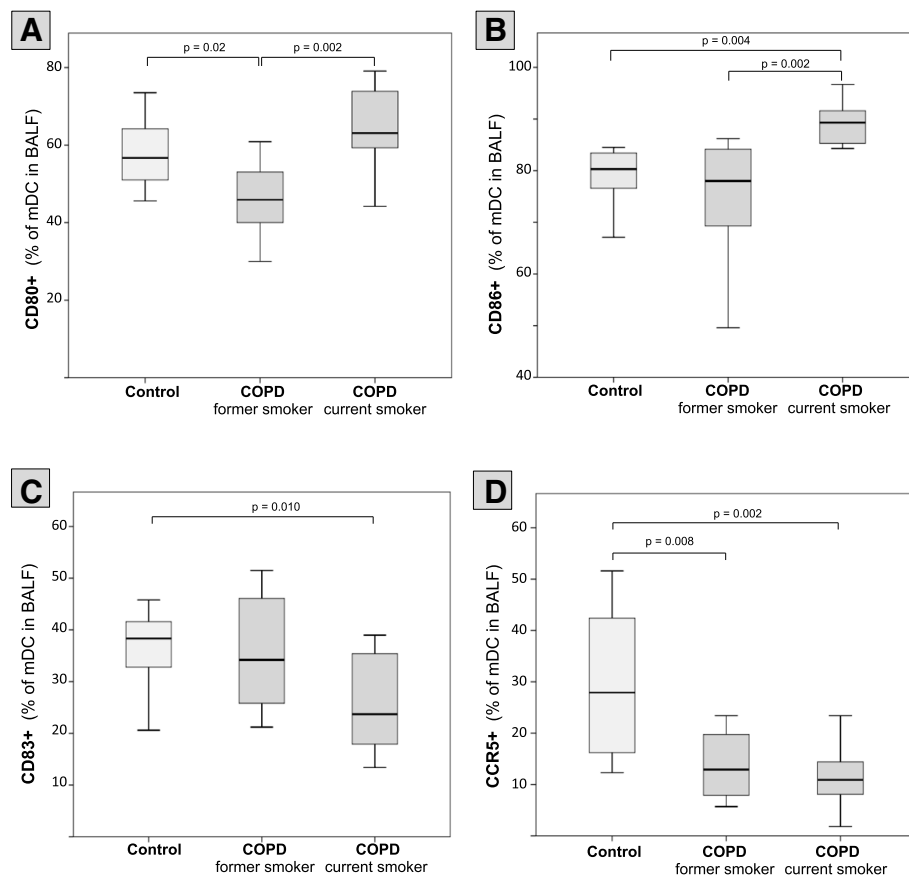 A
p = 0.02
p = 0.002
80
60
40
20
CD80+ (% of mDC in BALF)
Control
COPD
former smoker
COPD
current smoker
B
p = 0.004
p = 0.002
100
80
60
40
CD86+ (% of mDC in BALF)
Control
COPD
former smoker
COPD
current smoker
C
p = 0.010
60
50
40
30
20
10
CD83+ (% of mDC in BALF)
Control
COPD
former smoker
COPD
current smoker
D
p = 0.002
p = 0.008
60
50
40
30
20
10
CCR5+ (% of mDC in BALF)
Control
COPD
former smoker
COPD
current smoker